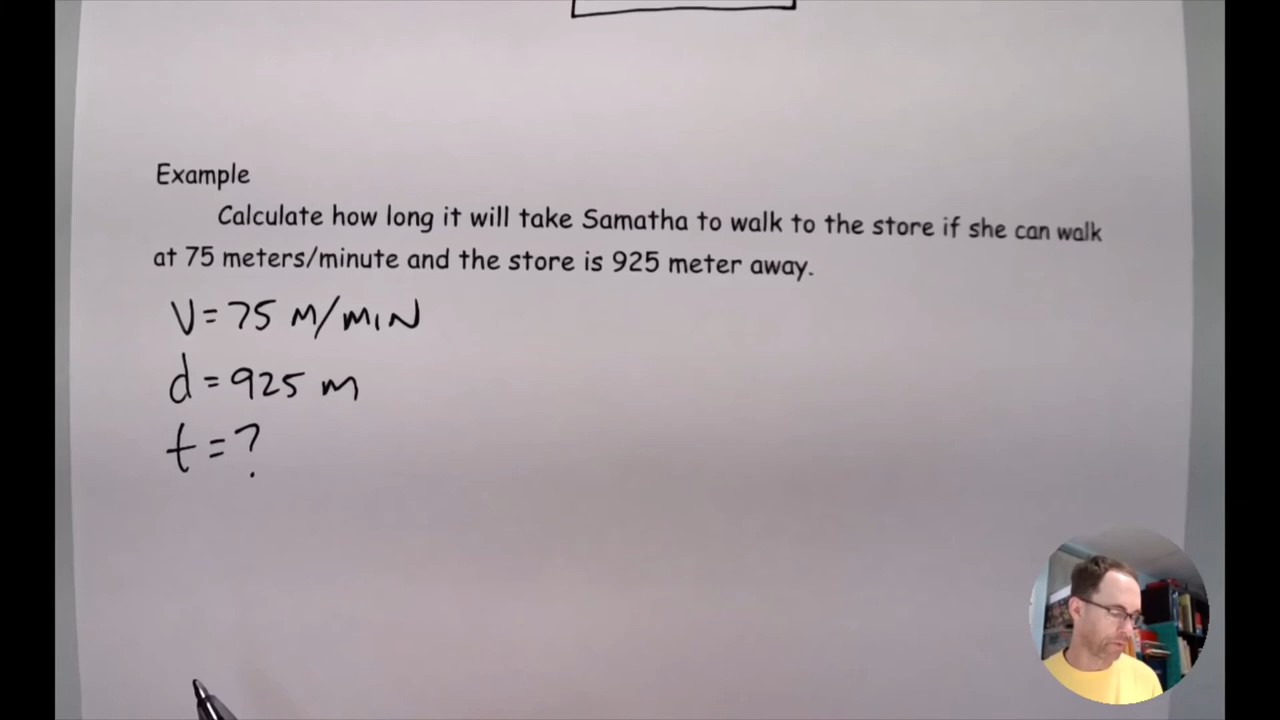 Example
Calculate how long it will take Samatha to walk to the store if she can walk
at 75 meters/minute and the store is 925 meter away.
V = 75 M/MIN
d = 925 m
t = ?